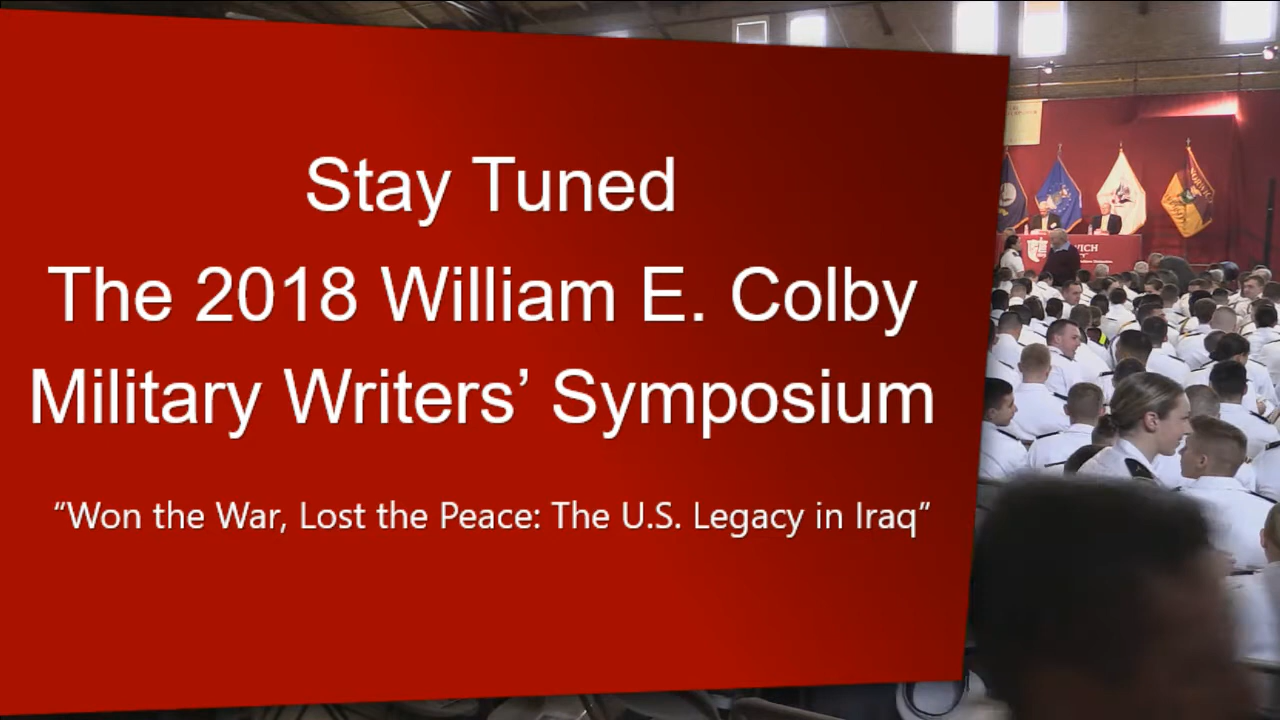 Stay Tuned
The 2018 William E. Colby
Military Writers’ Symposium
“Won the War, Lost the Peace: The U.S. Legacy in Iraq”